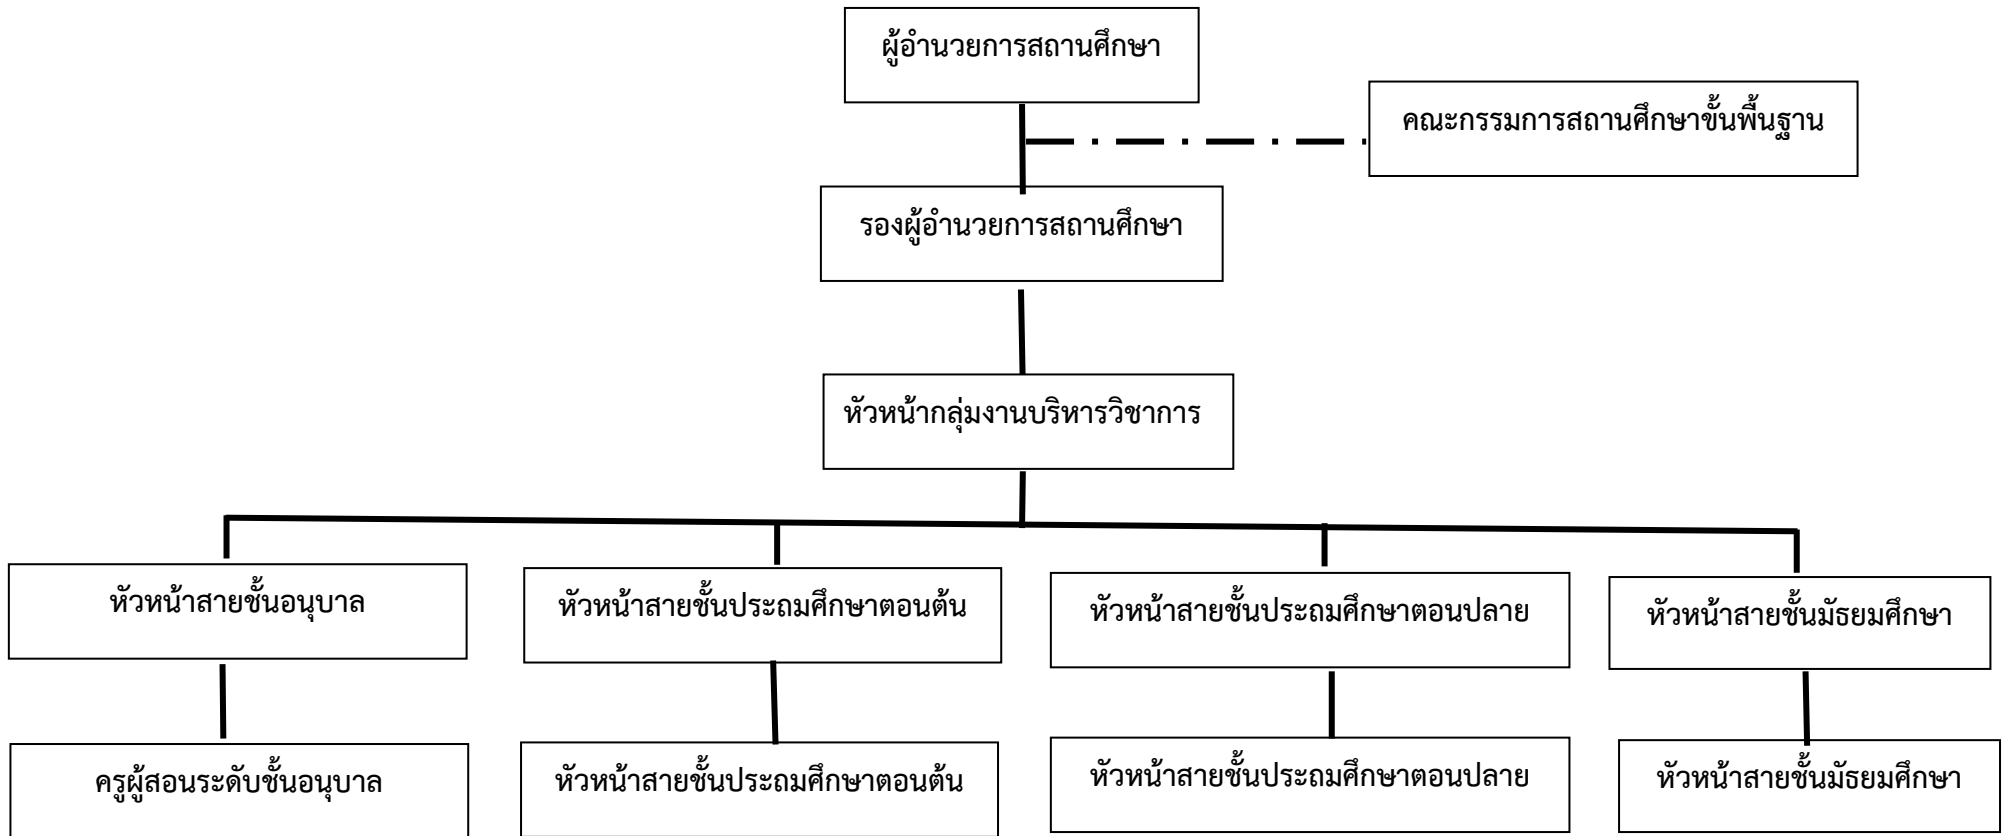 ผู้อำนวยการสถานศึกษา
คณะกรรมการสถานศึกษาขั้นพื้นฐาน
รองผู้อำนวยการสถานศึกษา
หัวหน้ากลุ่มงานบริหารวิชาการ
หัวหน้าสายชั้นอนุบาล
หัวหน้าสายชั้นประถมศึกษาตอนต้น
หัวหน้าสายชั้นประถมศึกษาตอนปลาย
หัวหน้าสายชั้นมัธยมศึกษา
ครูผู้สอนระดับชั้นอนุบาล
หัวหน้าสายชั้นประถมศึกษาตอนต้น
หัวหน้าสายชั้นประถมศึกษาตอนปลาย
หัวหน้าสายชั้นมัธยมศึกษา